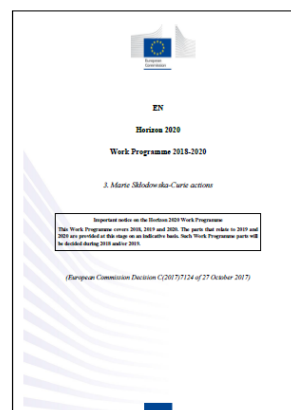 European
Commission
EN
Horizon 2020
Work Programme 2018-2020
3. Marie Skłodowska-Curie actions
Important notice on the Horizon 2020 Work Programme
This Work Programme covers 2018, 2019 and 2020. The parts that relate to 2019 and
2020 are provided at this stage on an indicative basis. Such Work Programme parts will
be decided during 2018 and/or 2019.
(European Commission Decision C(2017)7124 of 27 October 2017)